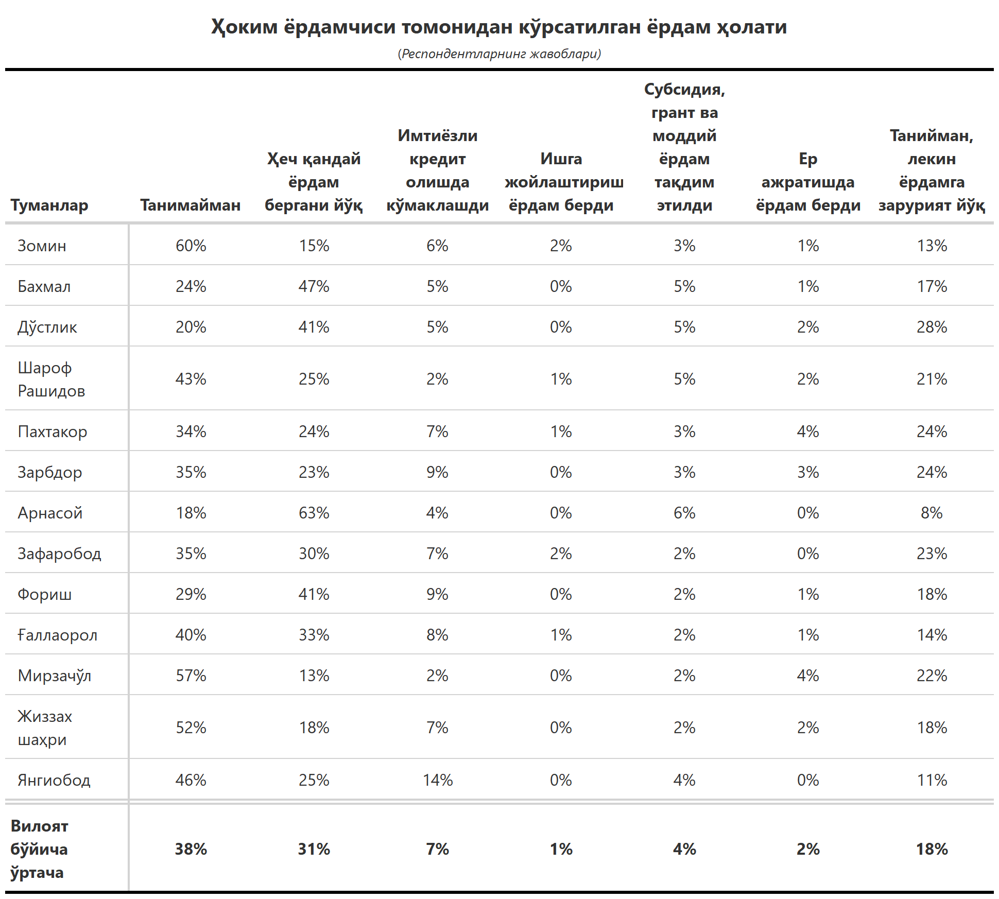 Ҳоким ёрдамчиси томонидан кўрсатилган ёрдам ҳолати
(Респондентларнинг жавоблари)
Туманлар	Танимайман	Ҳеч қандай ёрдам бергани йўқ	Имтиёзли кредит олишда кўмаклашди	Ишга жойлаштириш ёрдам берди	Субсидия, грант ва моддий ёрдам тақдим этилди	Ер ажратишда ёрдам берди	Танийман, лекин ёрдамга зарурият йўқ
Зомин	60%	15%	6%	2%	3%	1%	13%
Бахмал	24%	47%	5%	0%	5%	1%	17%
Дўстлик	20%	41%	5%	0%	5%	2%	28%
Шароф Рашидов	43%	25%	2%	1%	5%	2%	21%
Пахтакор	34%	24%	7%	1%	3%	4%	24%
Зарбдор	35%	23%	9%	0%	3%	3%	24%
Арнасой	18%	63%	4%	0%	6%	0%	8%
Зафаробод	35%	30%	7%	2%	2%	0%	23%
Фориш	29%	41%	9%	0%	2%	1%	18%
Ғаллаорол	40%	33%	8%	1%	2%	1%	14%
Мирзачўл	57%	13%	2%	0%	2%	4%	22%
Жиззах шаҳри	52%	18%	7%	0%	2%	2%	18%
Янгиобод	46%	25%	14%	0%	4%	0%	11%
Вилоят бўйича ўртача	38%	31%	7%	1%	4%	2%	18%